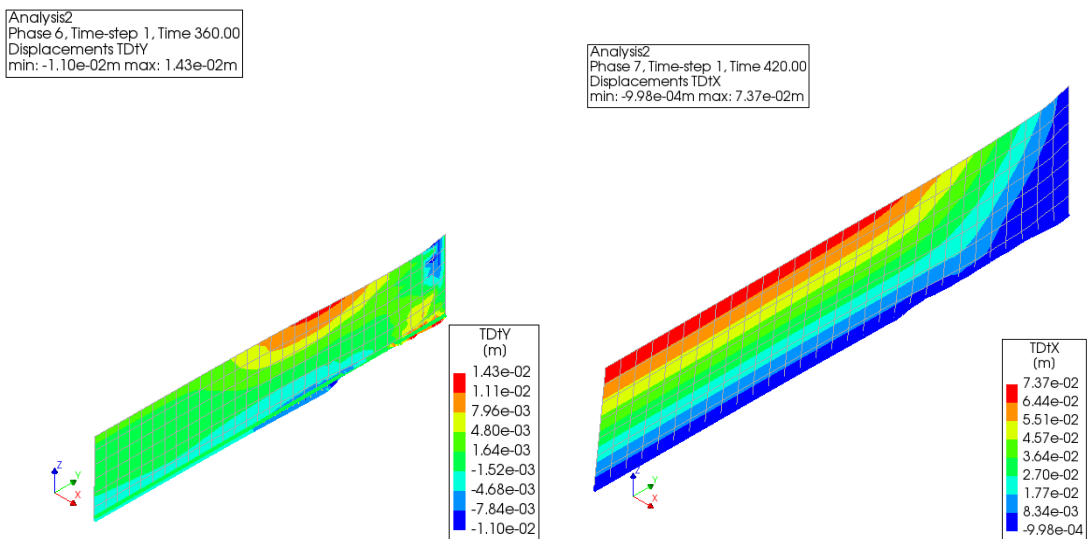 Analysis2
Phase 6, Time-step 1, Time 360.00
Displacements TDtY
min: -1.10e-02m max: 1.43e-02m
Analysis2
Phase 7, Time-step 1, Time 420.00
Displacements TDtX
min: -9.98e-04m max: 7.37e-02m
TDtY
(m)
1.43e-02
1.11e-02
7.96e-03
4.80e-03
1.64e-03
-1.52e-03
-4.68e-03
-7.84e-03
-1.10e-02
TDtX
(m)
7.37e-02
6.44e-02
5.51e-02
4.57e-02
3.64e-02
2.70e-02
1.77e-02
8.34e-03
-9.98e-04
Z
Y
X
Z
Y
X